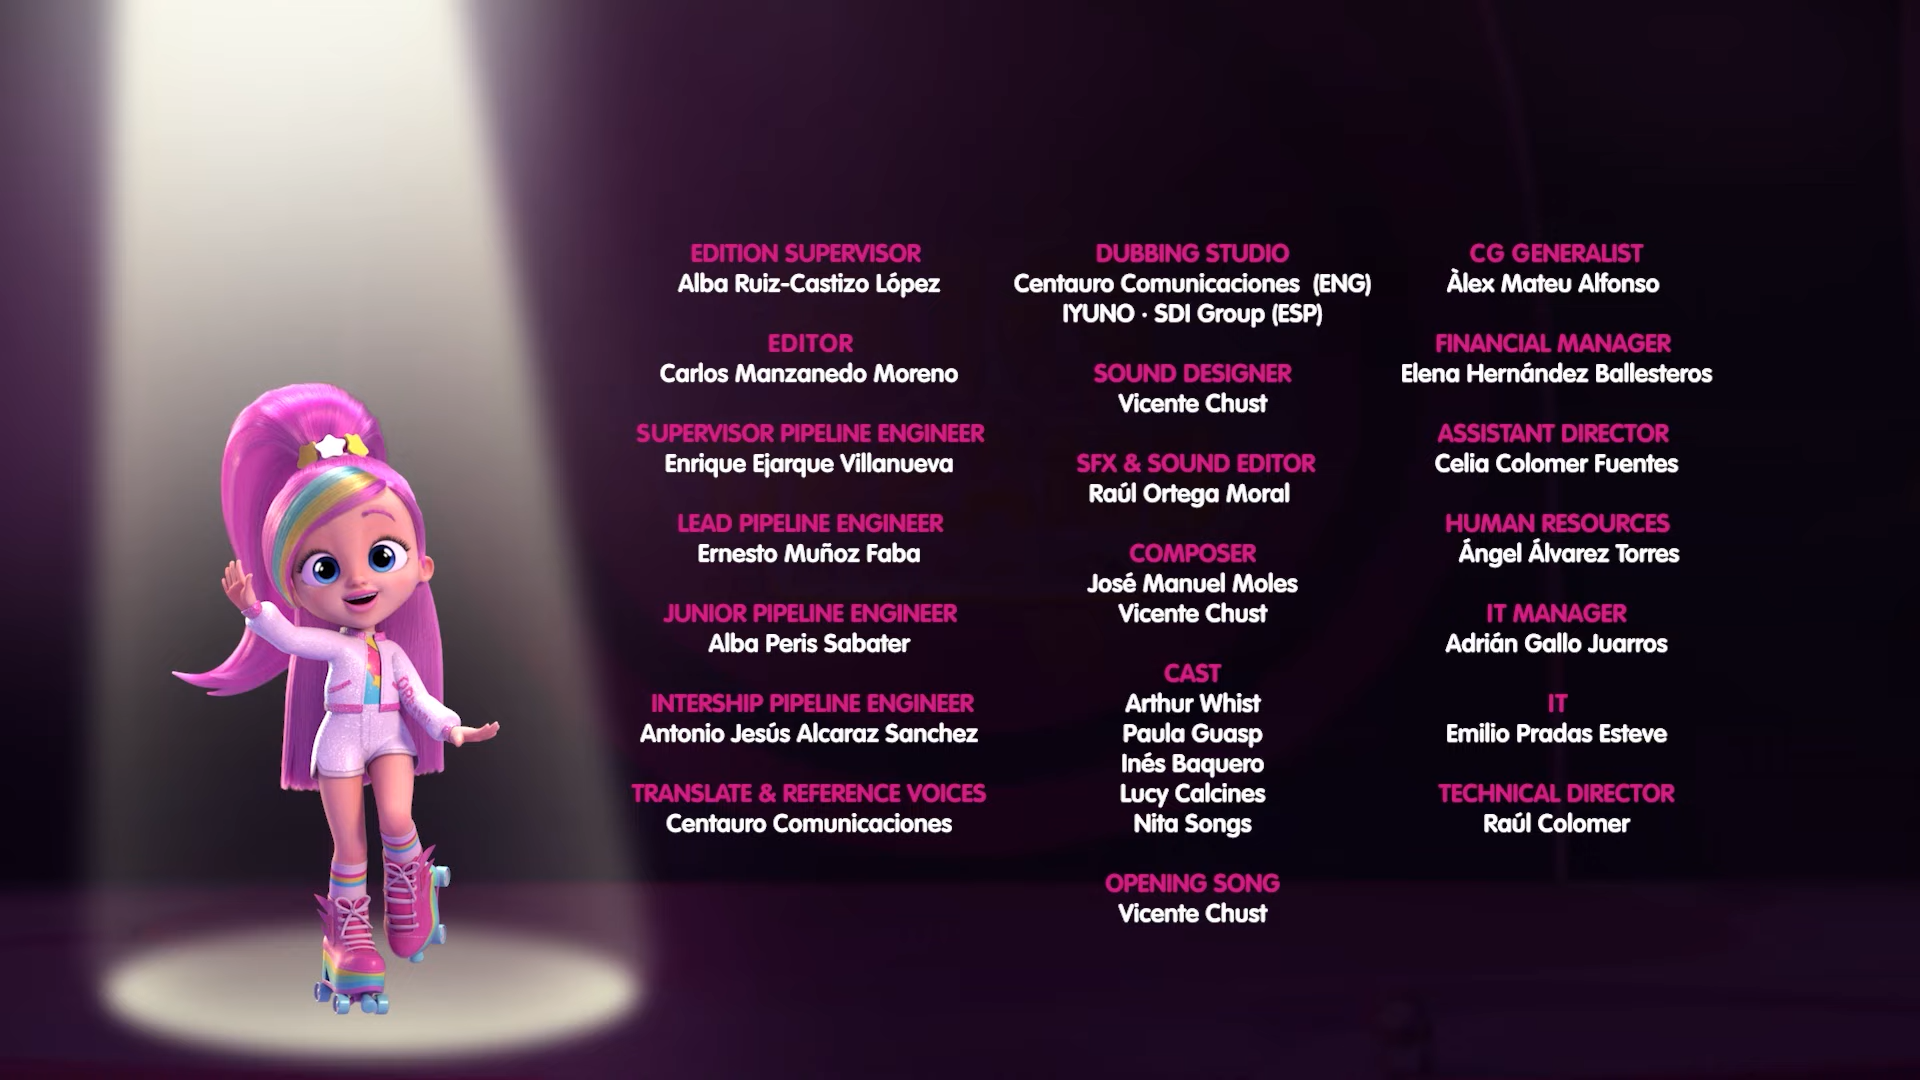 EDITION SUPERVISOR
Alba Ruiz-Castizo López
EDITOR
Carlos Manzanedo Moreno
SUPERVISOR PIPELINE ENGINEER
Enrique Ejarque Villanueva
LEAD PIPELINE ENGINEER
Ernesto Muñoz Faba
JUNIOR PIPELINE ENGINEER
Alba Peris Sabater
INTERSHIP PIPELINE ENGINEER
Antonio Jesús Alcaraz Sanchez
TRANSLATE & REFERENCE VOICES
Centauro Comunicaciones
DUBBING STUDIO
Centauro Comunicaciones (ENG)
IYUNO · SDI Group (ESP)
SOUND DESIGNER
Vicente Chust
SFX & SOUND EDITOR
Raúl Ortega Moral
COMPOSER
José Manuel Moles
Vicente Chust
CAST
Arthur Whist
Paula Guasp
Inés Baquero
Lucy Calcines
Nita Songs
OPENING SONG
Vicente Chust
CG GENERALIST
Àlex Mateu Alfonso
FINANCIAL MANAGER
Elena Hernández Ballesteros
ASSISTANT DIRECTOR
Celia Colomer Fuentes
HUMAN RESOURCES
Ángel Álvarez Torres
IT MANAGER
Adrián Gallo Juarros
IT
Emilio Pradas Esteve
TECHNICAL DIRECTOR
Raúl Colomer